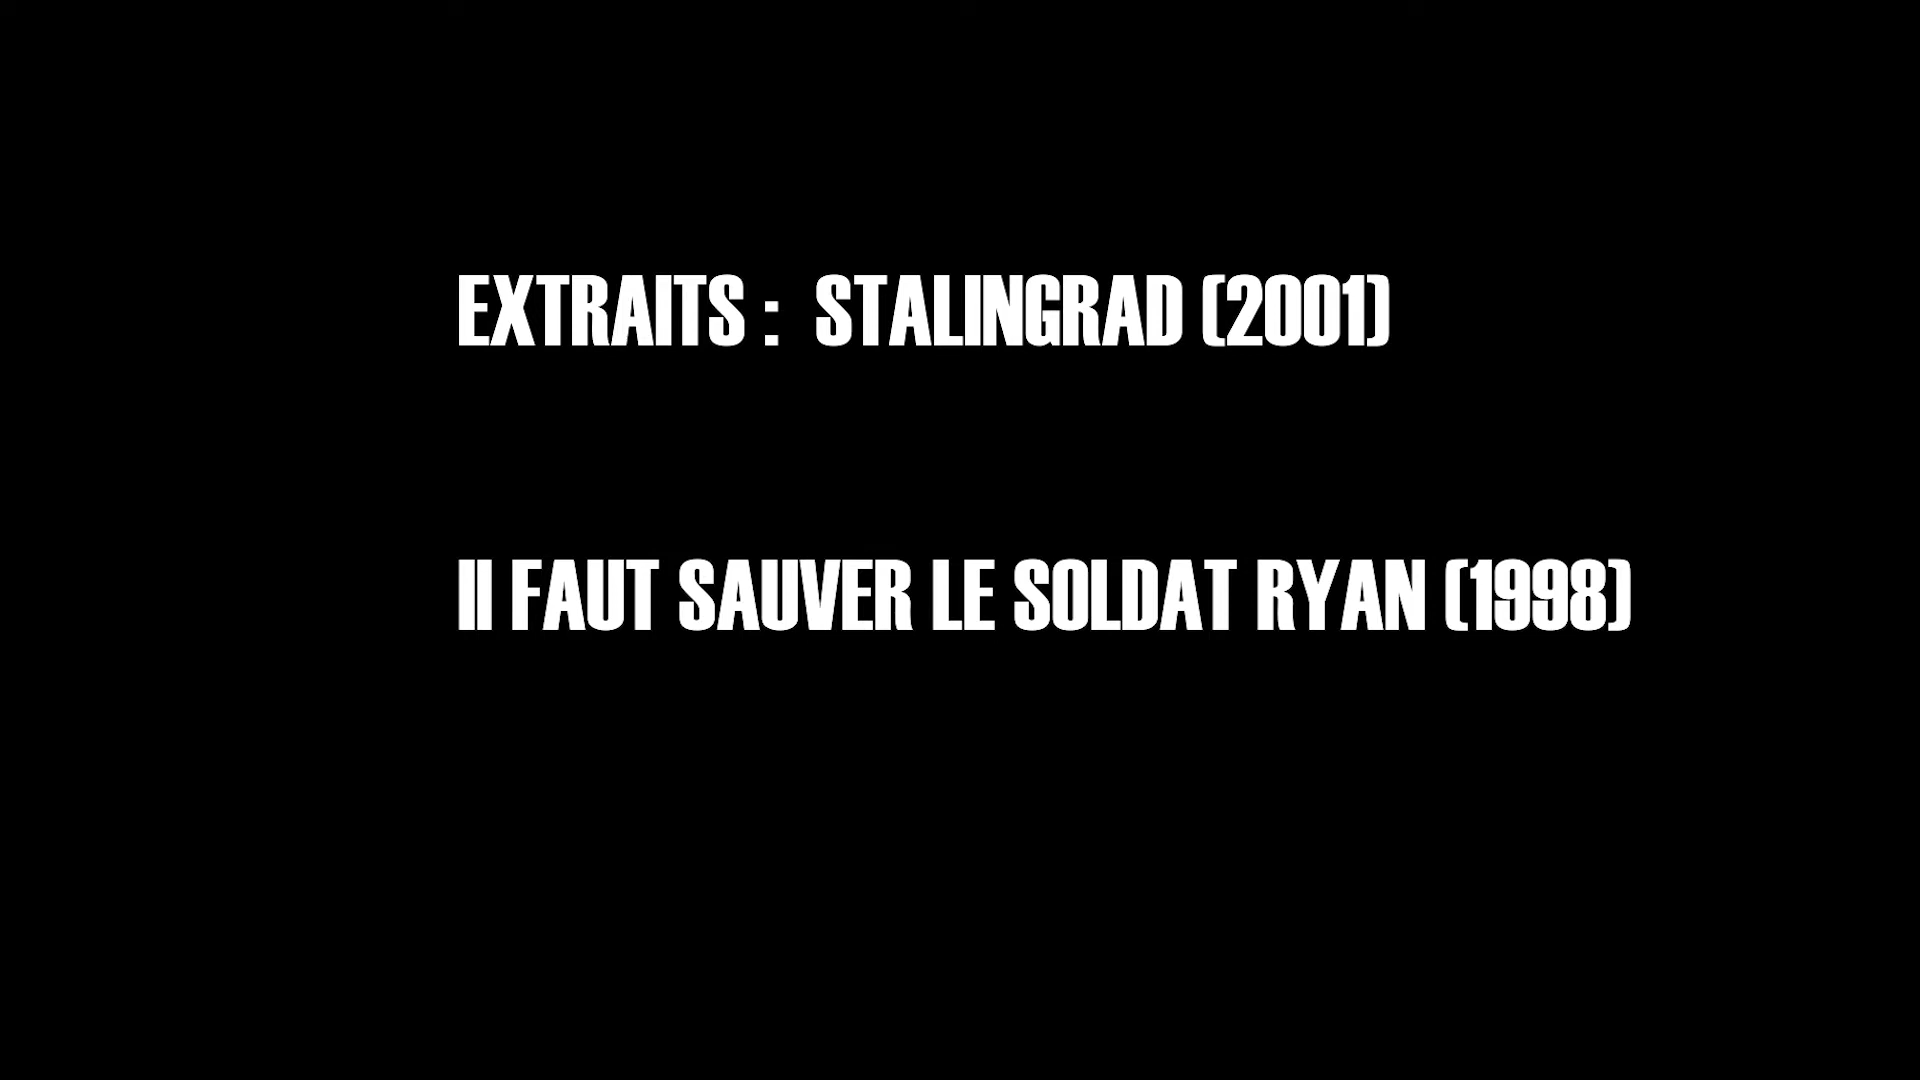 EXTRAITS : STALINGRAD (2001)
Il FAUT SAUVER LE SOLDAT RYAN (1998)